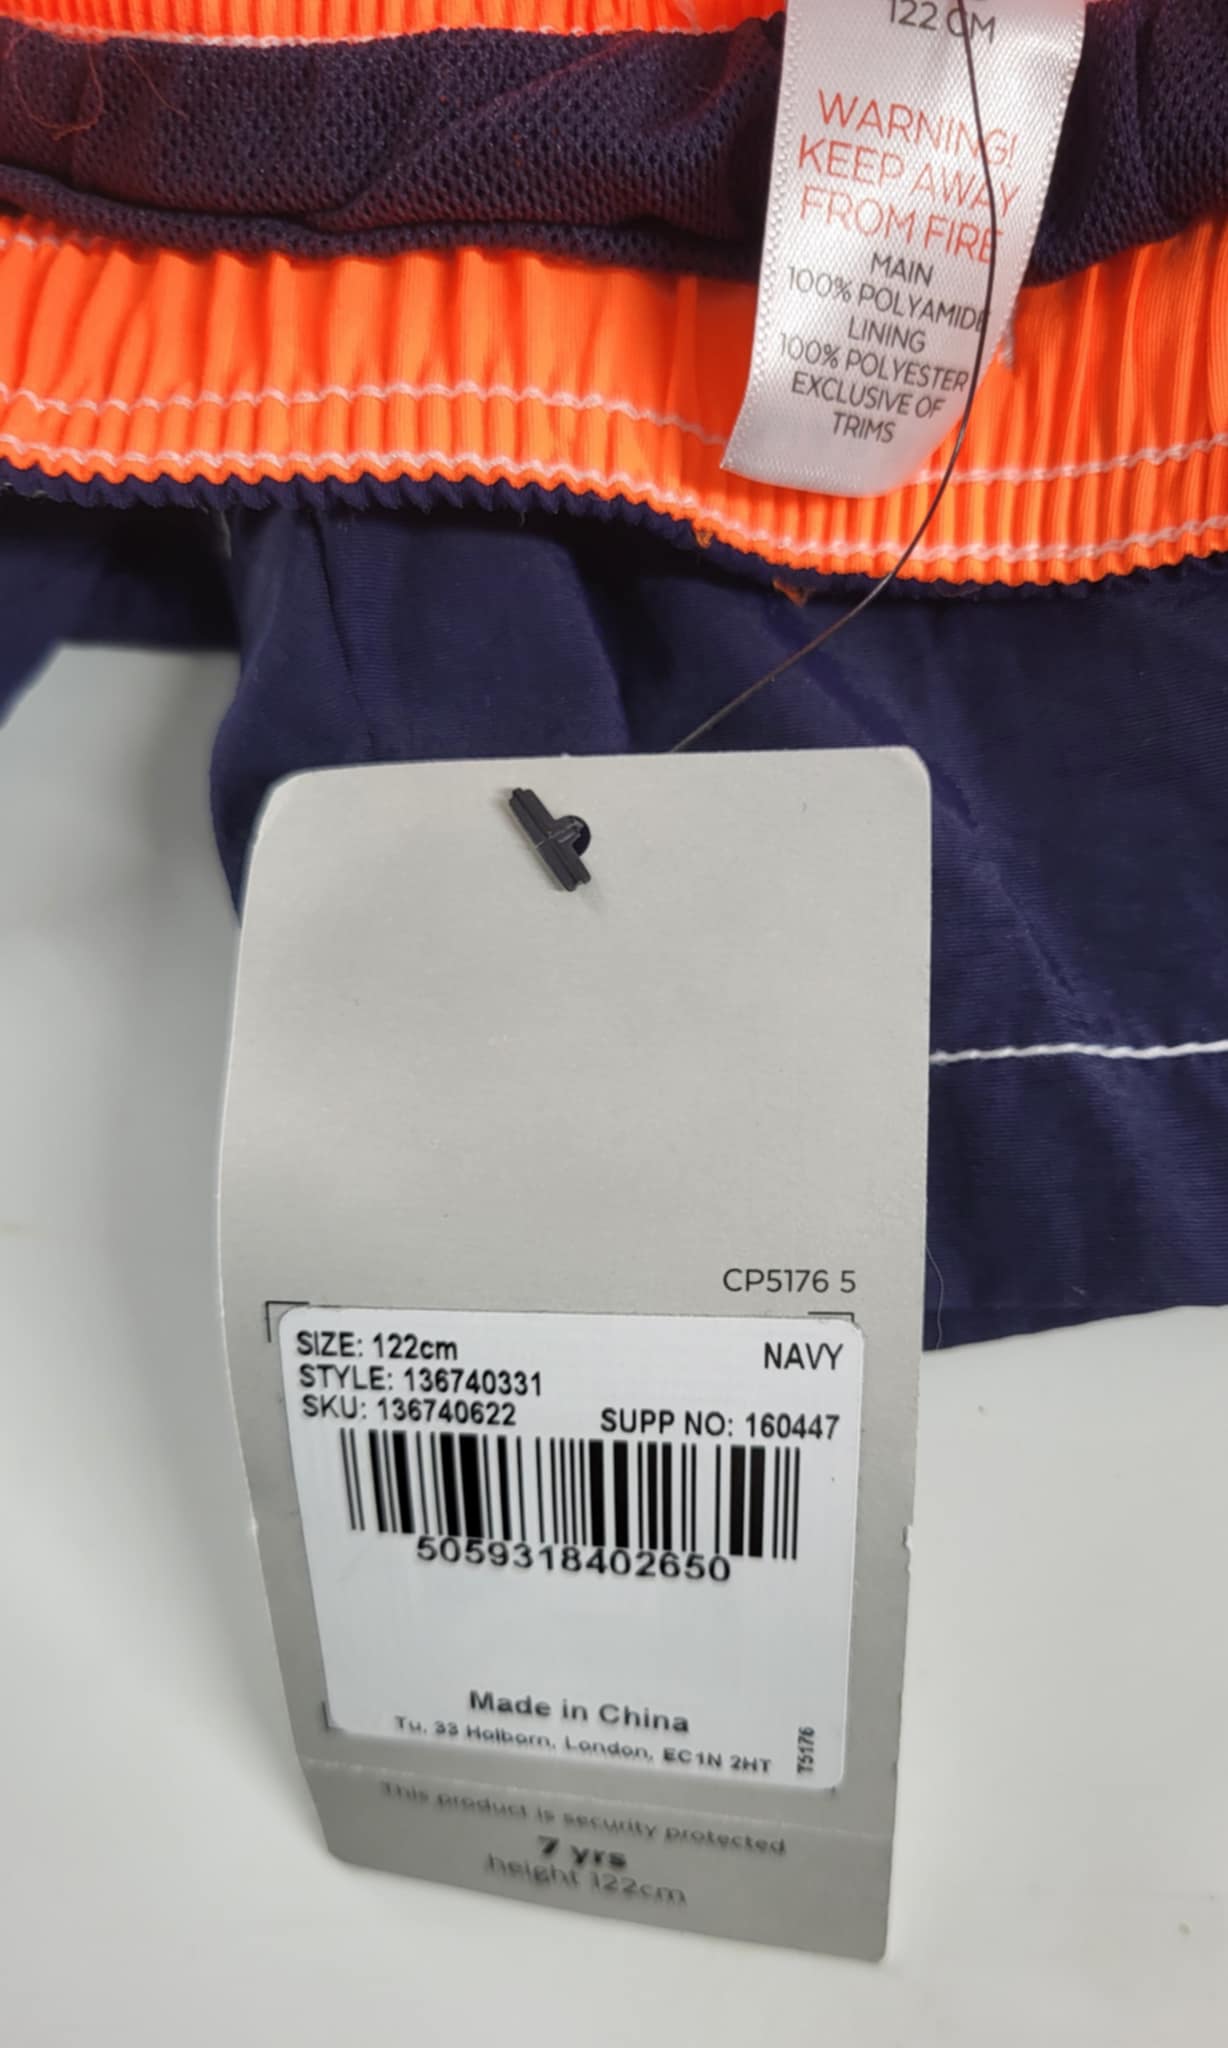 122 CM
WARNING!
KEEP AWAY
FROM FIRE
MAIN
100% POLYAMIDE
LINING
100% POLYESTER
EXCLUSIVE OF
TRIMS
CP5176 5
SIZE: 122cm NAVY
STYLE: 136740331
SKU: 136740622 SUPP NO: 160447
5059318402650
Made in China
Tu, 33 Holborn, London, EC1N 2HT
T5176
This product is security protected
7 yrs
height 122cm